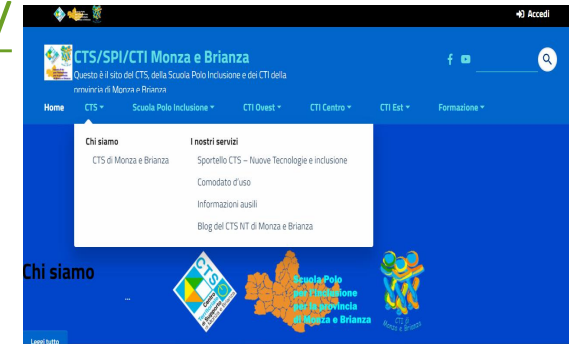 Accedi
CTS/SPI/CTI Monza e Brianza
Questo è il sito del CTS, della Scuola Polo Inclusione e dei CTI della
provincia di Monza e Brianza
Home CTS Scuola Polo Inclusione CTI Ovest CTI Centro CTI Est Formazione
Chi siamo I nostri servizi
CTS di Monza e Brianza Sportello CTS – Nuove Tecnologie e inclusione
Comodato d'uso
Informazioni ausili
Blog del CTS NT di Monza e Brianza
Chi siamo
...
CTS
Scuola Polo
per l'inclusione
per la provincia
di Monza e Brianza
CTI di
Monza e Brianza
Leggi tutto